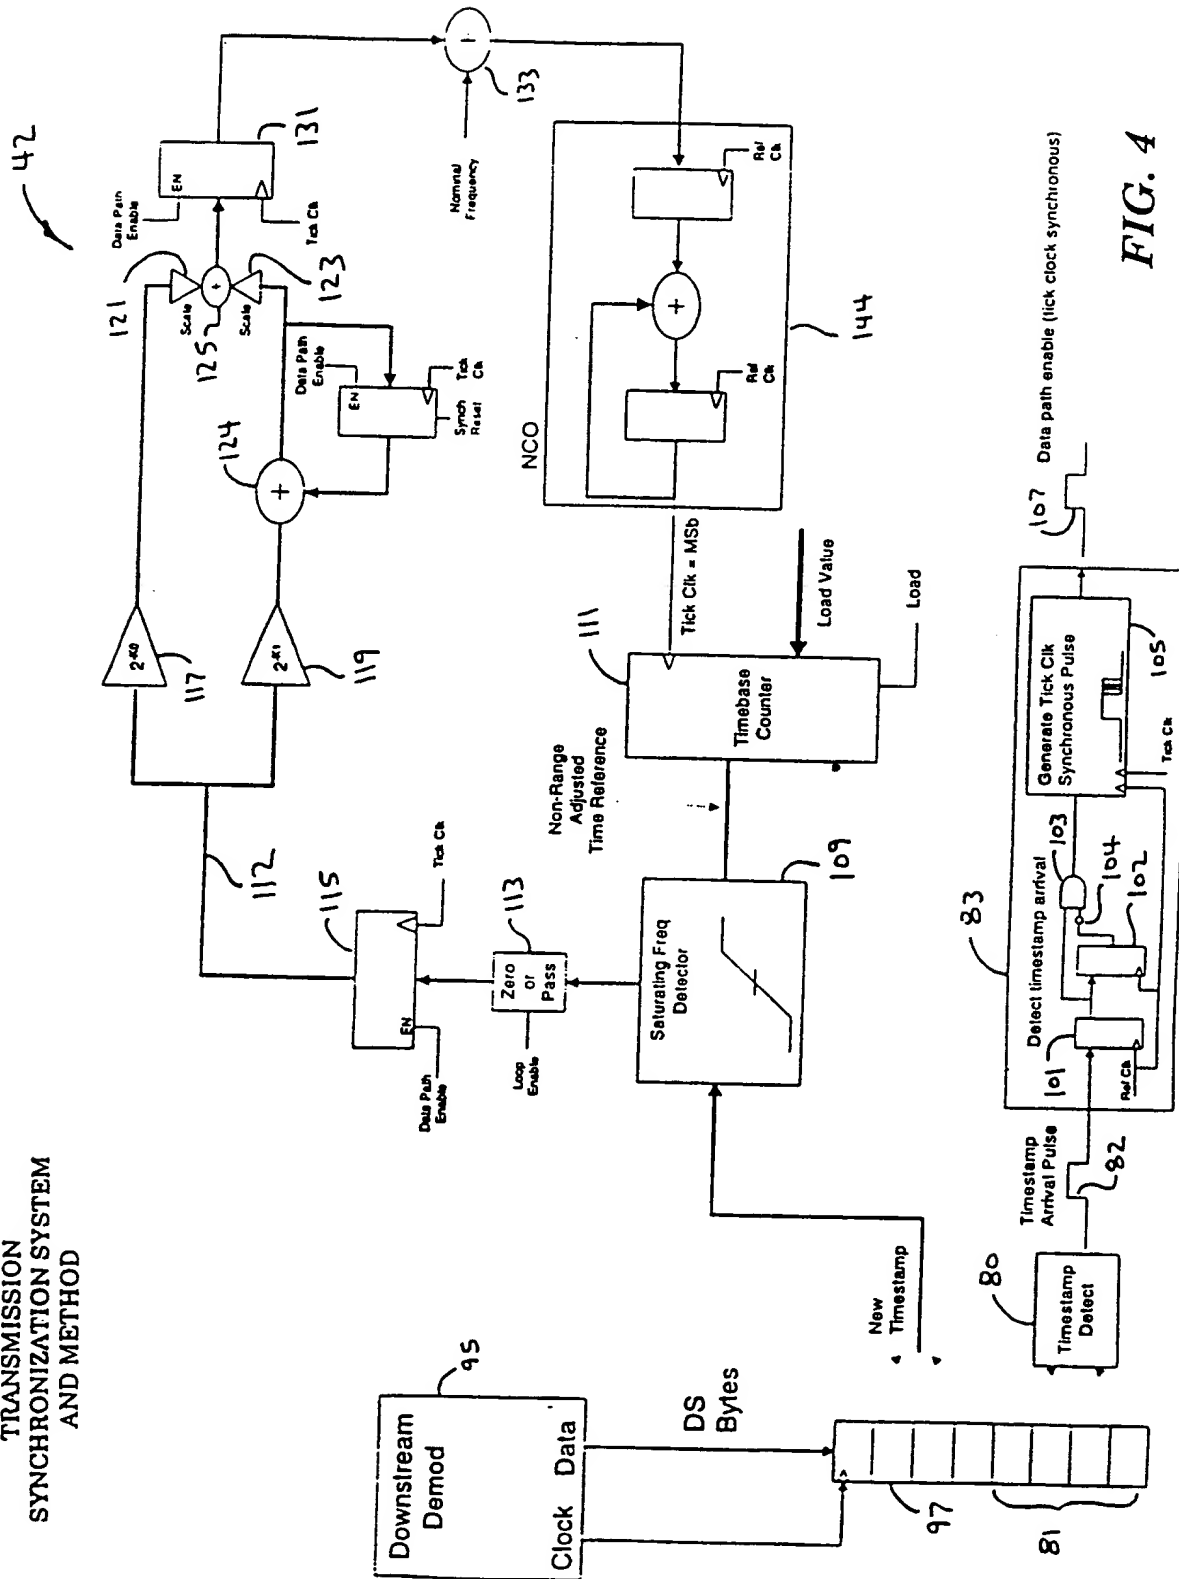 TRANSMISSION
SYNCHRONIZATION SYSTEM
AND METHOD
42
Downstream
Demod
Clock
Data
95
DS
Bytes
97
81
New
Timestamp
Saturating Freq
Detector
109
Loop
Enable
Zero
or
Pass
113
Data Path
Enable
EN
Tick Clk
115
112
2-K0
117
2-K1
119
124
Data Path
Enable
EN
Tick
Clk
Synch
Reset
Scale
121
+
125
Scale
123
Data Path
Enable
EN
Tick Clk
131
Nominal
Frequency
133
NCO
Ref
Clk
+
Ref
Clk
144
Tick Clk = MSb
Timebase
Counter
111
Load Value
Load
Non-Range
Adjusted
Time Reference
80
Timestamp
Detect
Timestamp
Arrival Pulse
82
83
Detect timestamp arrival
101
Ref Clk
102
103
104
Generate Tick Clk
Synchronous Pulse
105
Tick Clk
107
Data path enable (tick clock synchronous)
FIG. 4